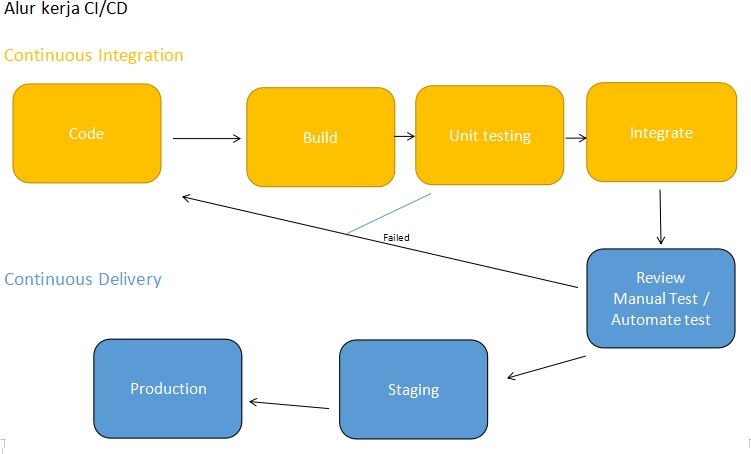 Alur kerja CI/CD
Continuous Integration
Code
Build
Unit testing
Integrate
Failed
Continuous Delivery
Review
Manual Test /
Automate test
Production
Staging